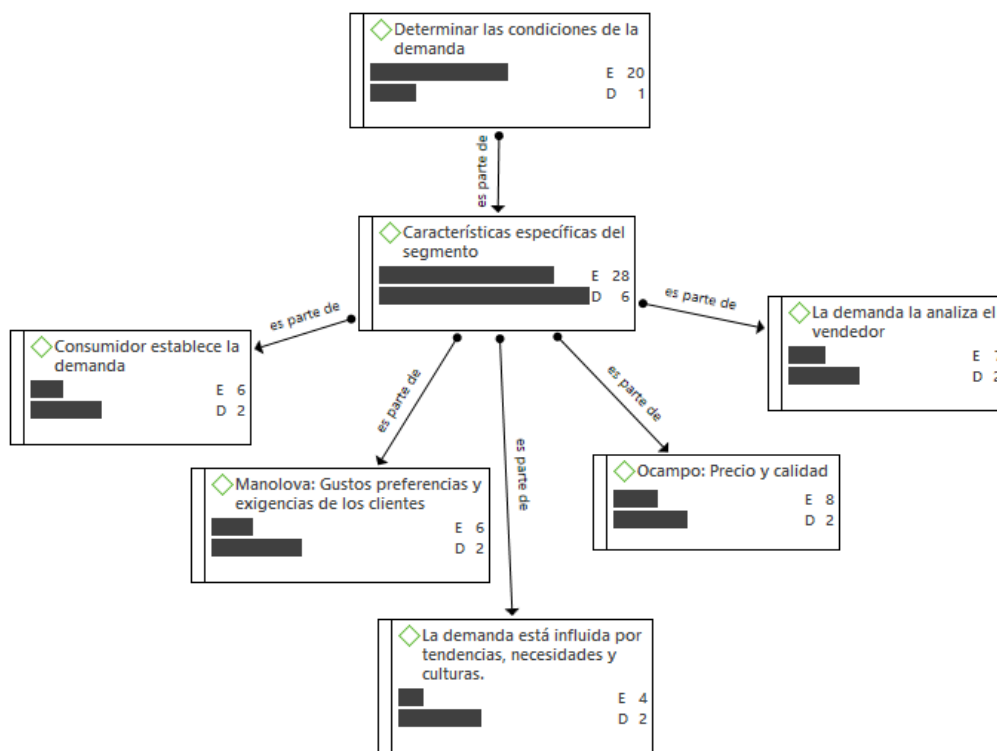 Determinar las condiciones de la
demanda
E 20
D 1
es parte de
Características específicas del
segmento
E 28
D 6
es parte de
es parte de
La demanda la analiza el
vendedor
E 7
D 2
Consumidor establece la
demanda
E 6
D 2
es parte de
es parte de
es parte de
Manolova: Gustos preferencias y
exigencias de los clientes
E 6
D 2
Ocampo: Precio y calidad
E 8
D 2
La demanda está influida por
tendencias, necesidades y
culturas.
E 4
D 2